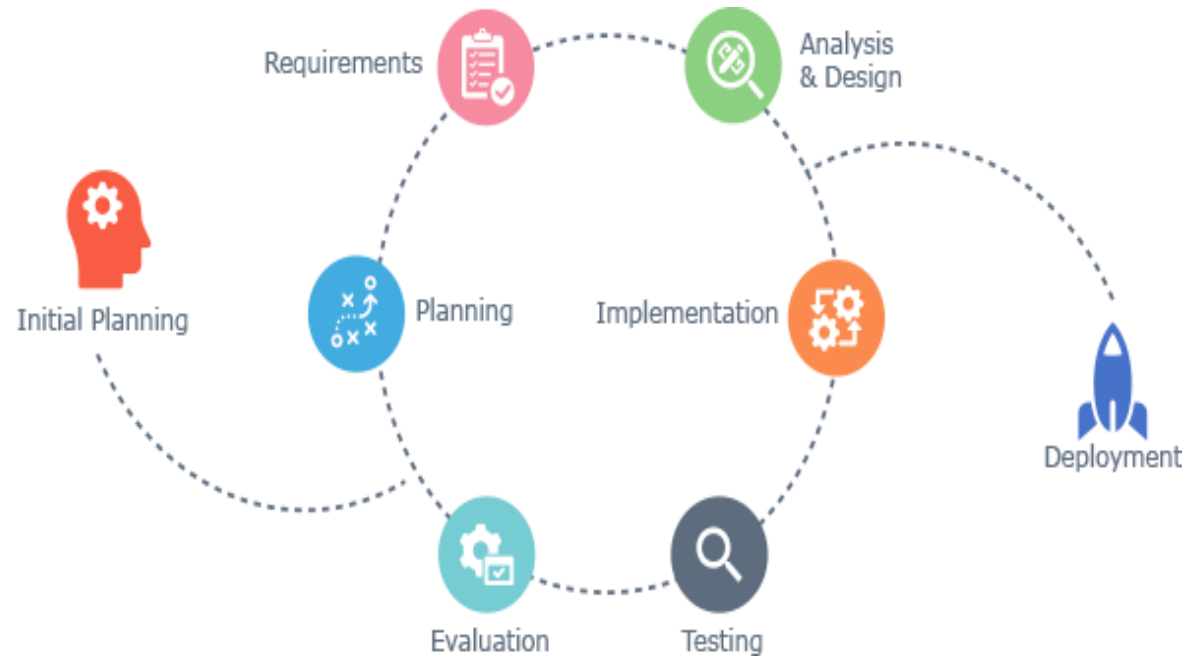 Requirements
Analysis
& Design
Initial Planning
Planning
Implementation
Deployment
Evaluation
Testing